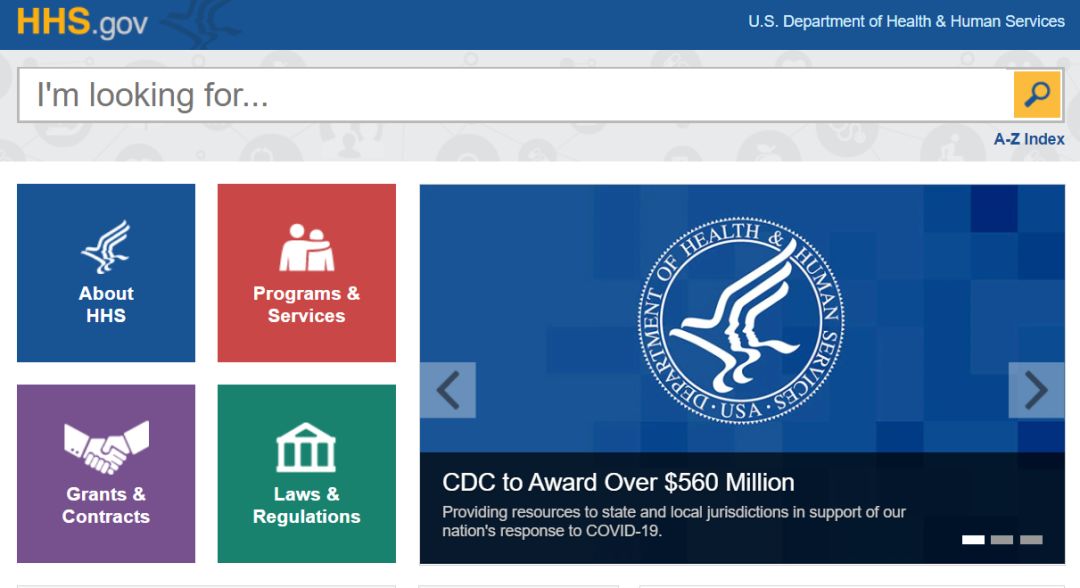 HHS.gov
U.S. Department of Health & Human Services
I'm looking for...
A-Z Index
About
HHS
Programs &
Services
Grants &
Contracts
Laws &
Regulations
DEPARTMENT OF HEALTH & HUMAN SERVICES · USA ·
CDC to Award Over $560 Million
Providing resources to state and local jurisdictions in support of our
nation's response to COVID-19.